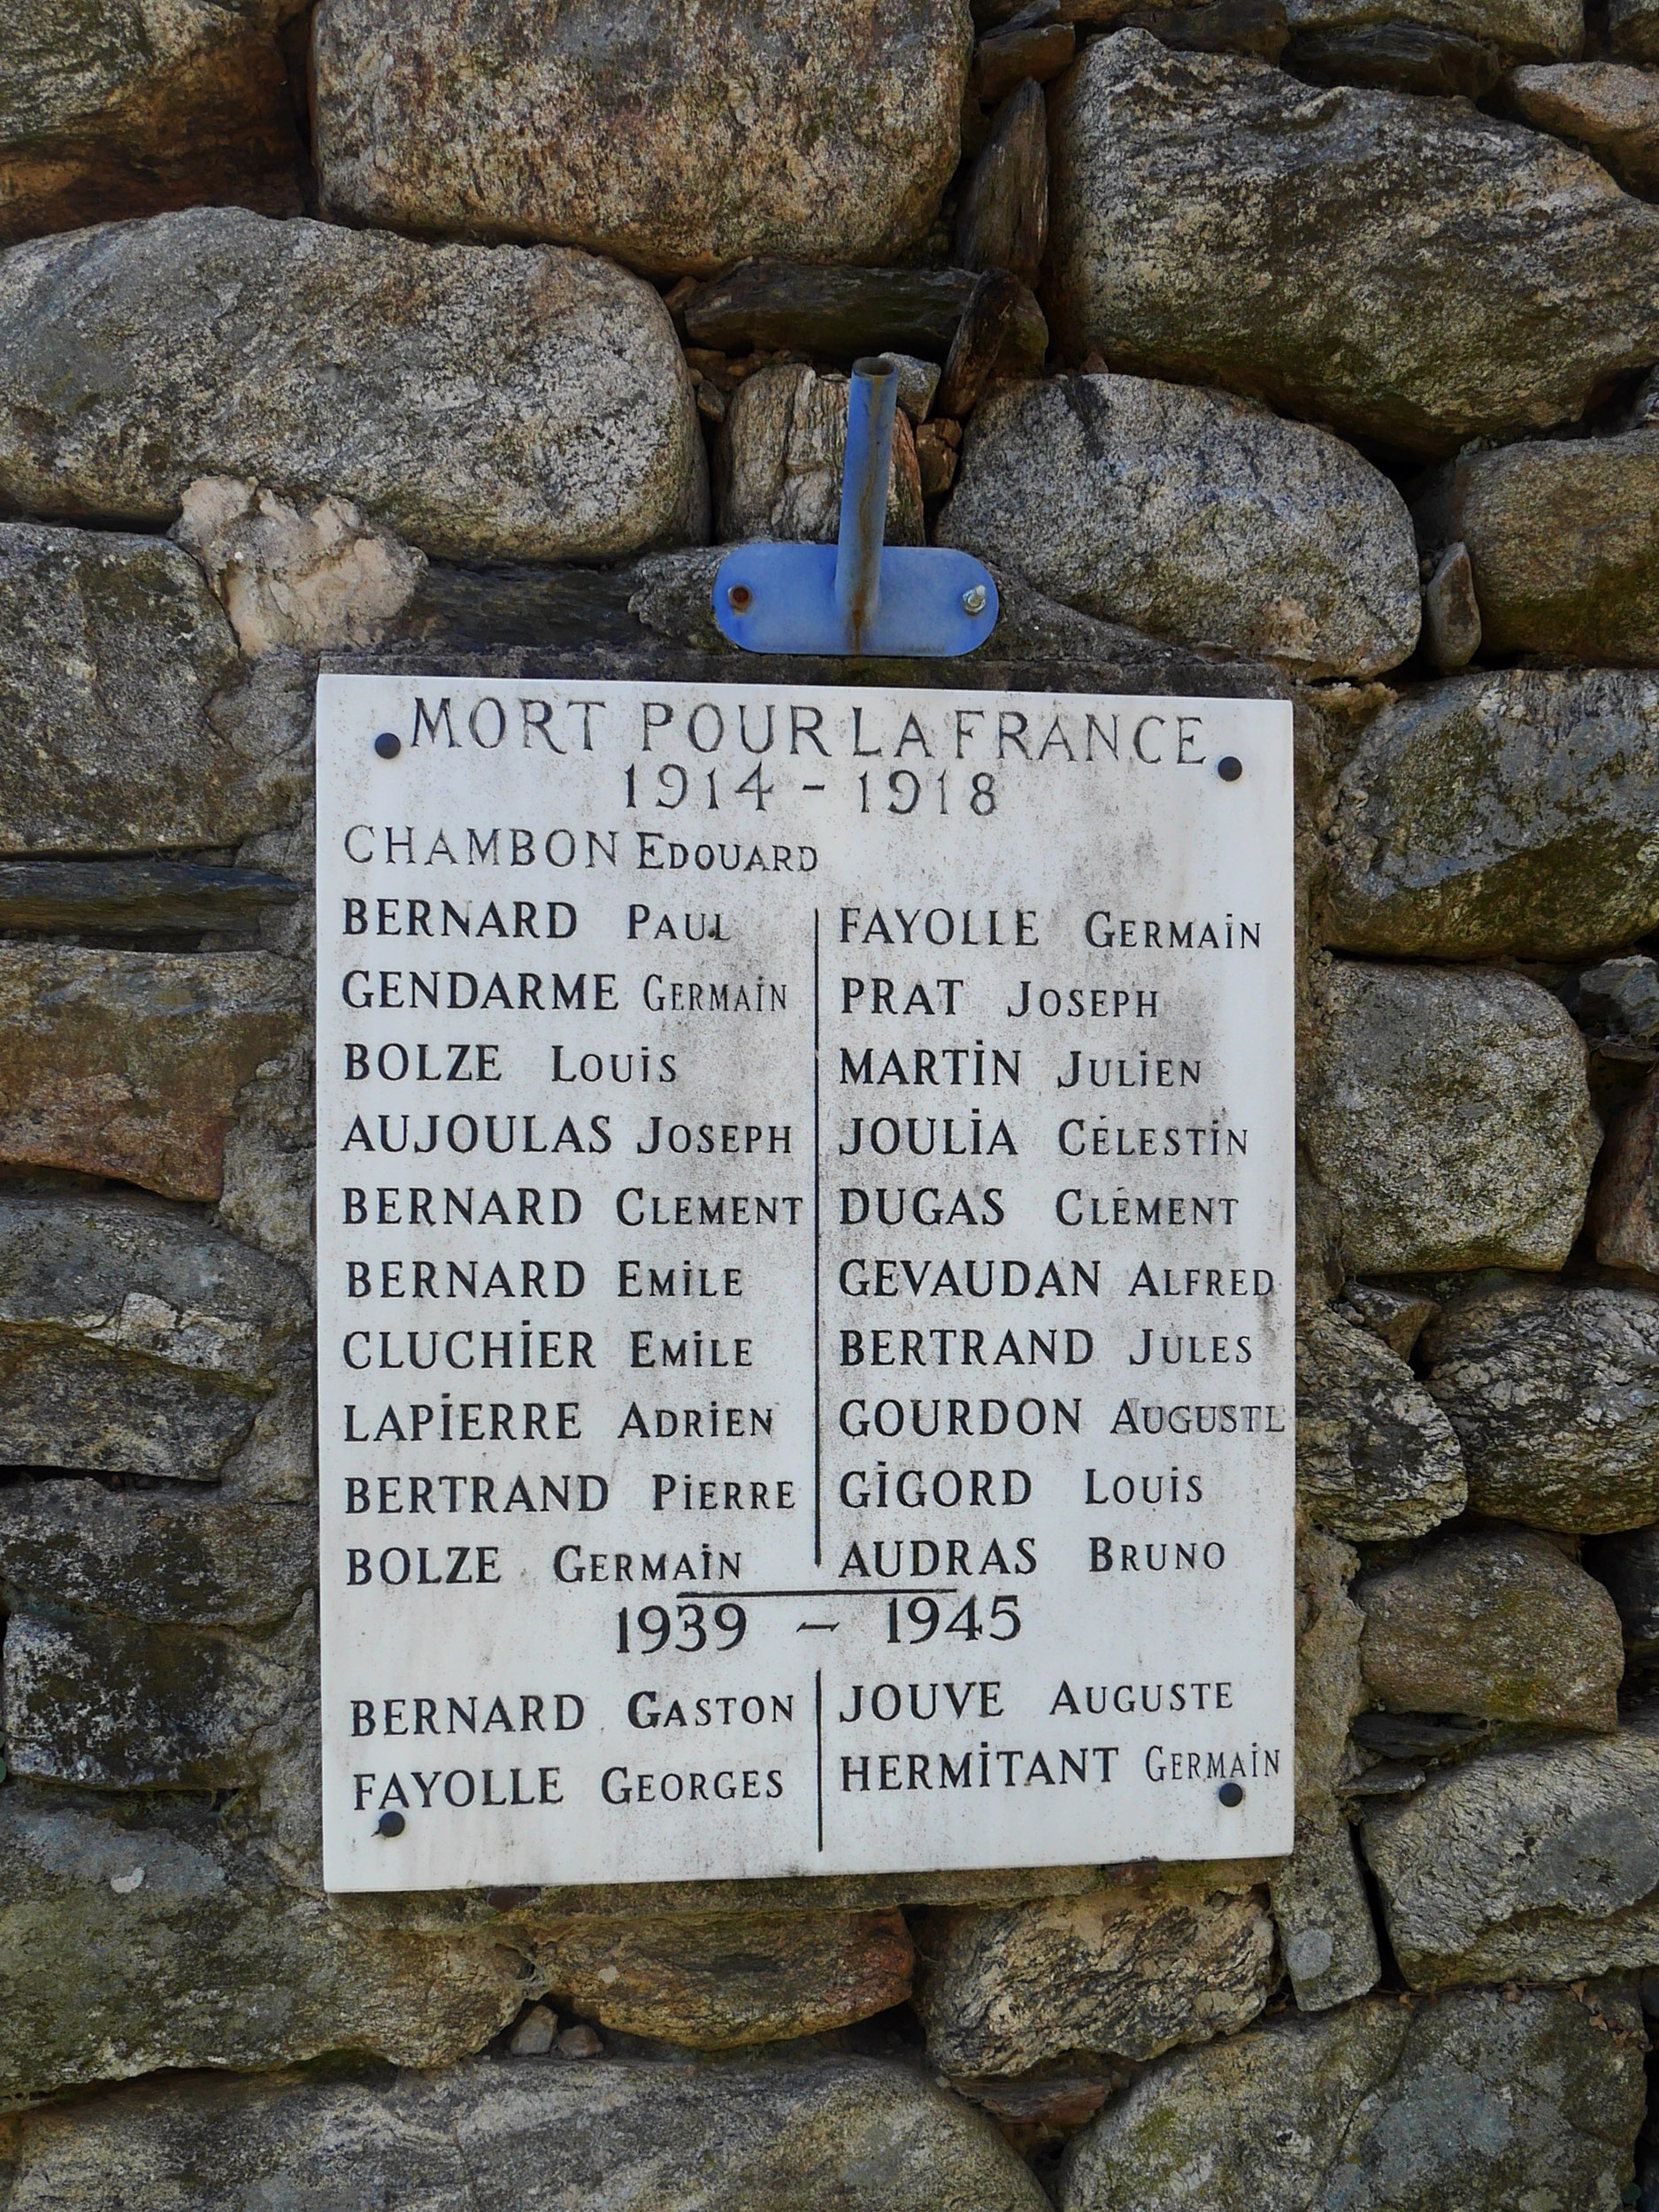 MORT POUR LA FRANCE
1914 - 1918
CHAMBON EDOUARD
BERNARD PAUL
GENDARME GERMAIN
BOLZE LOUIS
AUJOULAS JOSEPH
BERNARD CLEMENT
BERNARD EMILE
CLUCHIER EMILE
LAPIERRE ADRIEN
BERTRAND PIERRE
BOLZE GERMAIN
FAYOLLE GERMAIN
PRAT JOSEPH
MARTIN JULIEN
JOULIA CÉLESTIN
DUGAS CLÉMENT
GEVAUDAN ALFRED
BERTRAND JULES
GOURDON AUGUSTE
GIGORD LOUIS
AUDRAS BRUNO
1939 - 1945
BERNARD GASTON
FAYOLLE GEORGES
JOUVE AUGUSTE
HERMITANT GERMAIN